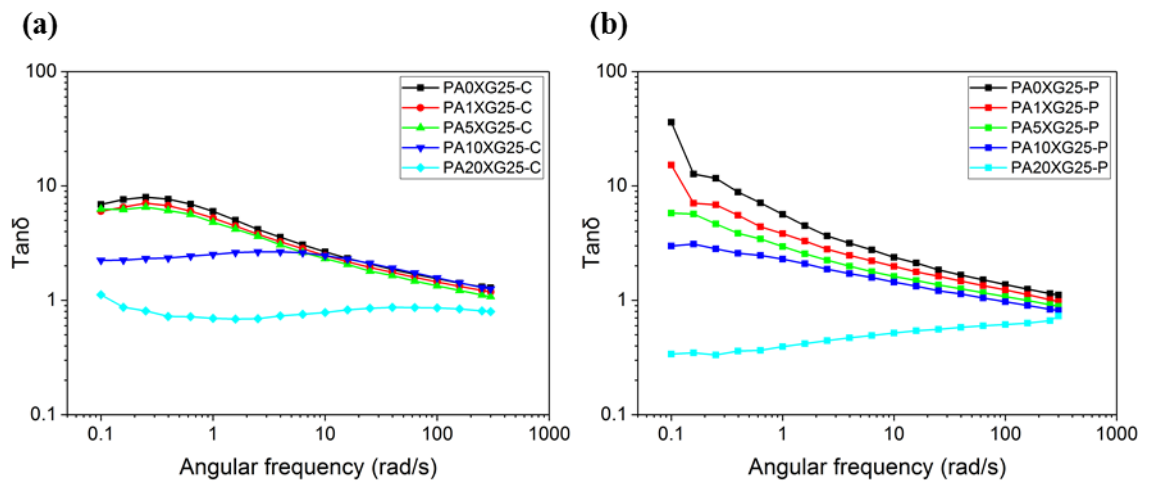 (a)
100
10
1
0.1
Tanδ
0.1 1 10 100 1000
Angular frequency (rad/s)
PA0XG25-C
PA1XG25-C
PA5XG25-C
PA10XG25-C
PA20XG25-C
(b)
100
10
1
0.1
Tanδ
0.1 1 10 100 1000
Angular frequency (rad/s)
PA0XG25-P
PA1XG25-P
PA5XG25-P
PA10XG25-P
PA20XG25-P